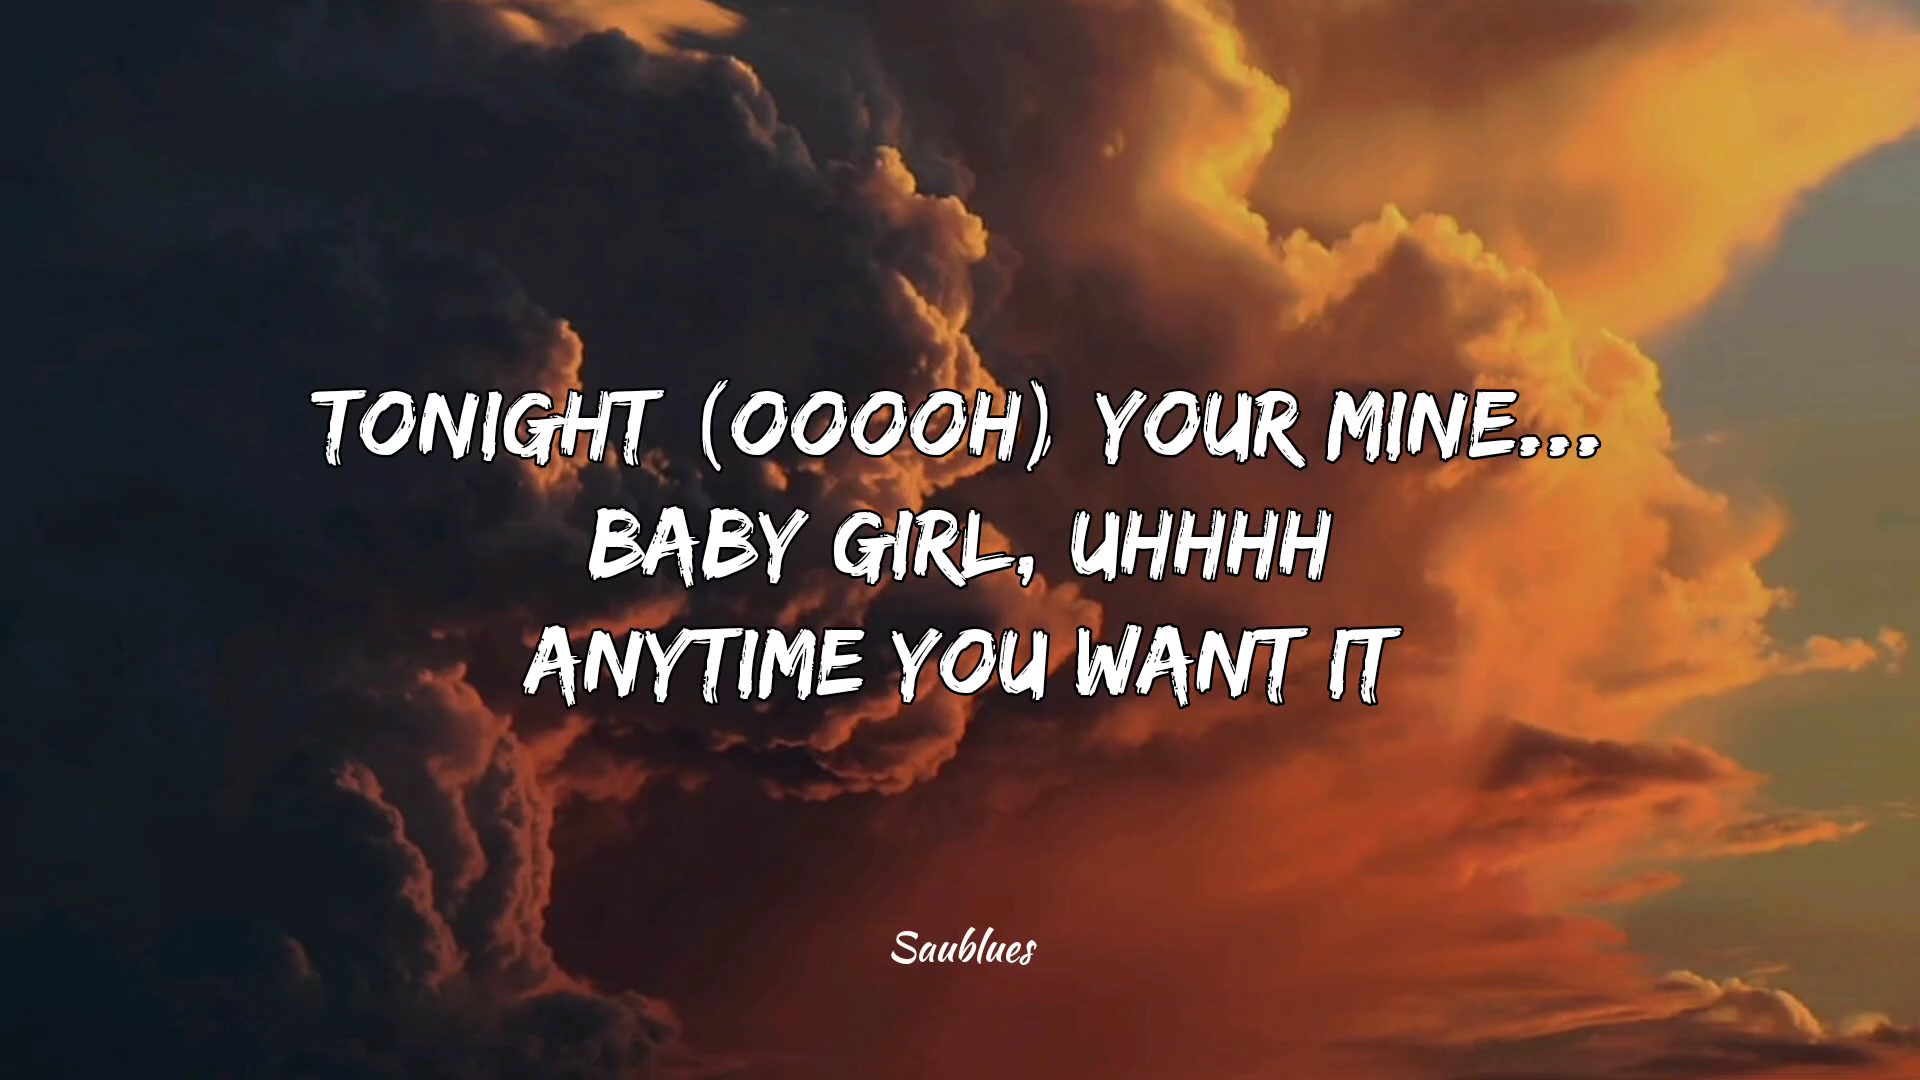 TONIGHT (OOOOH) YOUR MINE...
BABY GIRL, UHHHH
ANYTIME YOU WANT IT
Saublues